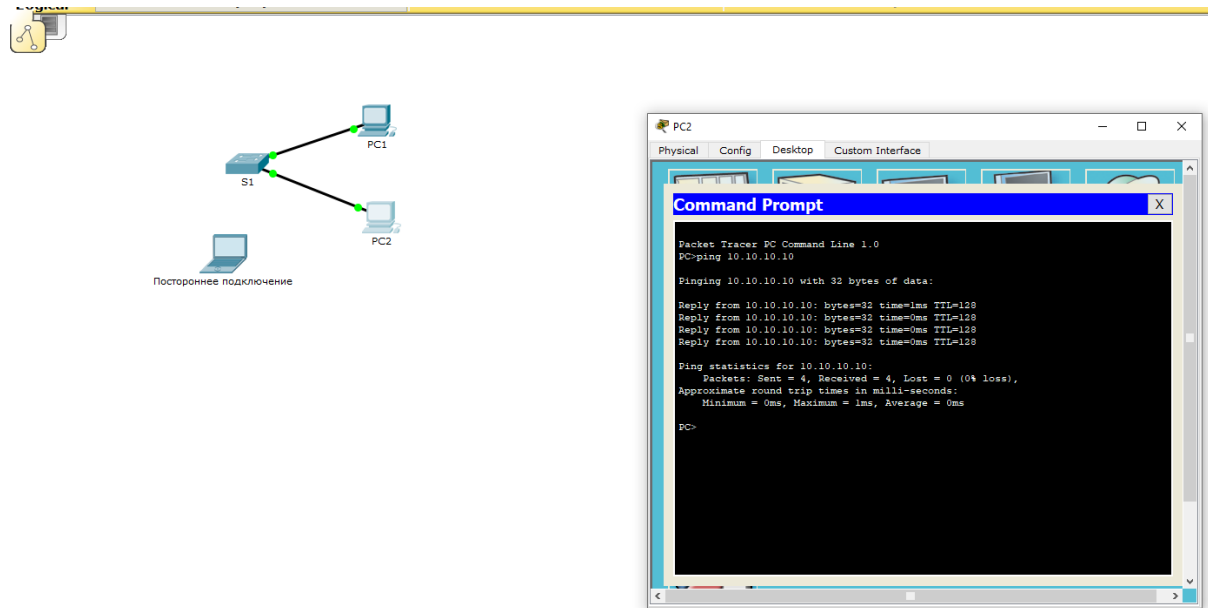 Logical
PC1
S1
PC2
Постороннее подключение
PC2
Physical Config Desktop Custom Interface
Command Prompt X
Packet Tracer PC Command Line 1.0
PC>ping 10.10.10.10
Pinging 10.10.10.10 with 32 bytes of data:
Reply from 10.10.10.10: bytes=32 time=1ms TTL=128
Reply from 10.10.10.10: bytes=32 time=0ms TTL=128
Reply from 10.10.10.10: bytes=32 time=0ms TTL=128
Reply from 10.10.10.10: bytes=32 time=0ms TTL=128
Ping statistics for 10.10.10.10:
Packets: Sent = 4, Received = 4, Lost = 0 (0% loss),
Approximate round trip times in milli-seconds:
Minimum = 0ms, Maximum = 1ms, Average = 0ms
PC>